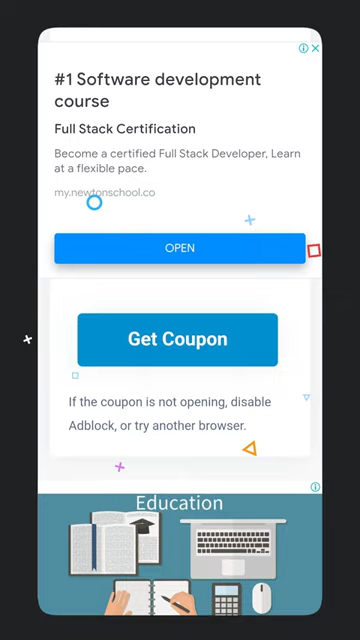 #1 Software development
course
Full Stack Certification
Become a certified Full Stack Developer, Learn
at a flexible pace.
my.newtonschool.co
OPEN
Get Coupon
If the coupon is not opening, disable
Adblock, or try another browser.
Education